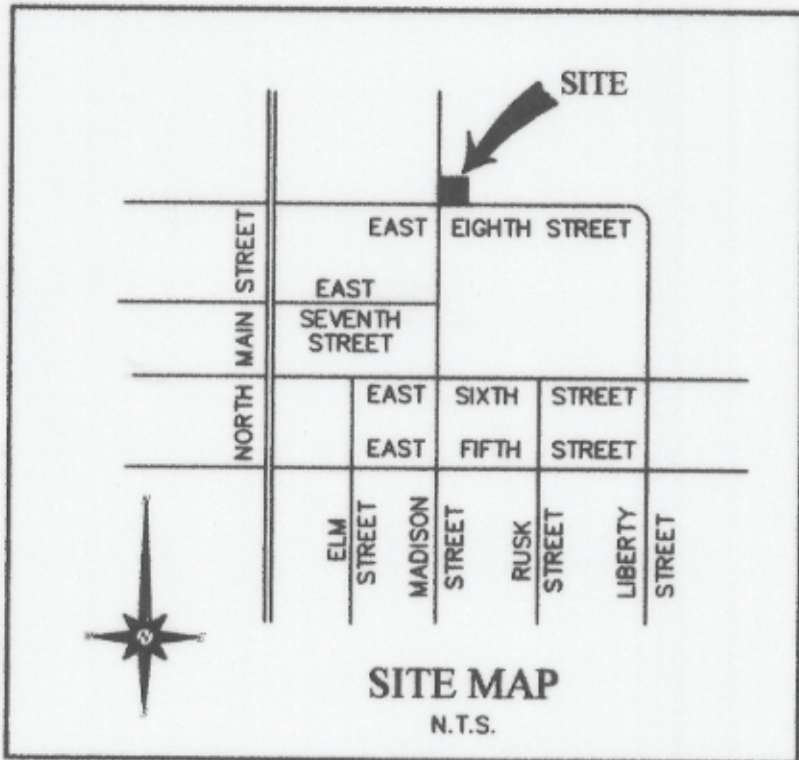 SITE
EAST EIGHTH STREET
EAST
SEVENTH
STREET
NORTH MAIN STREET
EAST SIXTH STREET
EAST FIFTH STREET
ELM
STREET
MADISON
STREET
RUSK
STREET
LIBERTY
STREET
N
SITE MAP
N.T.S.